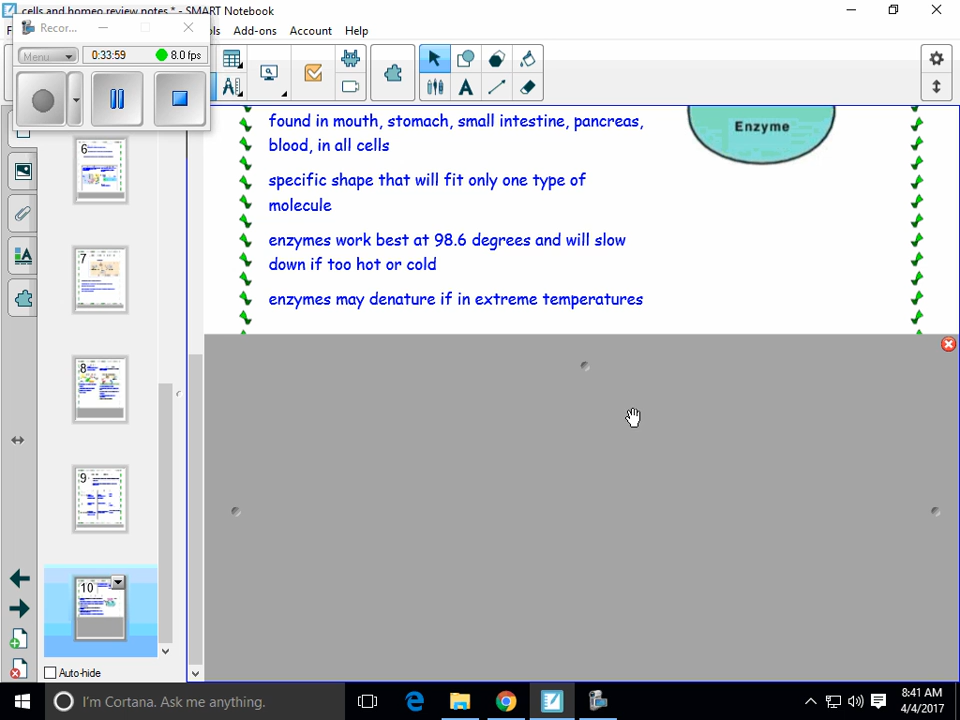 cells and homeo review notes * - SMART Notebook
Recor...
Add-ons
Account
Help
Menu
0:33:59
8.0 fps
found in mouth, stomach, small intestine, pancreas,
blood, in all cells
specific shape that will fit only one type of
molecule
enzymes work best at 98.6 degrees and will slow
down if too hot or cold
enzymes may denature if in extreme temperatures
Enzyme
6
7
8
9
10
Auto-hide
I'm Cortana. Ask me anything.
8:41 AM
4/4/2017